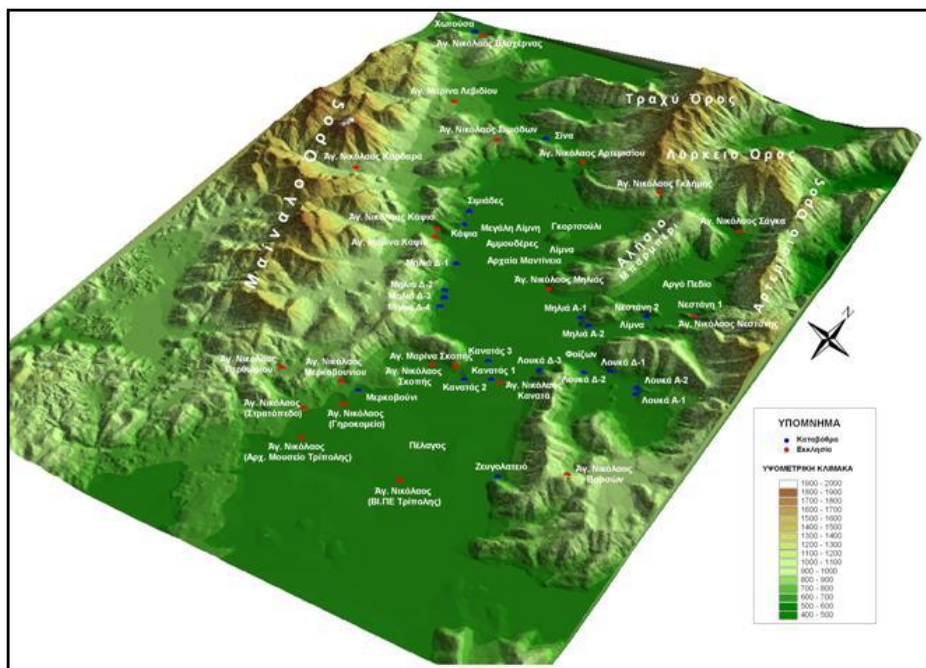 Χωτούσα
Άγ. Νικόλαος Βλαχέρνας
Αγ. Μαρίνα Λεβιδίου
Τραχύ Όρος
Άγ. Νικόλαος Σιμιάδων
Σίνα
Λύρκειο Όρος
Άγ. Νικόλαος Αρτεμισίου
Άγ. Νικόλαος Καρδαρά
Μαίναλο Όρος
Άγ. Νικόλαος Γκλήμης
Σιμιάδες
Άγ. Νικόλαος Κάψια
Κάψια
Μεγάλη Λίμνη
Γκορτσούλι
Άγ. Νικόλαος Σάγκα
Αγ. Μαρίνα Κάψια
Αμμουδέρες
Λίμνα
Αλήσιο
Μπαρμπέρι
Αρτεμίσιο Όρος
Αρχαία Μαντίνεια
Μηλιά Δ-1
Άγ. Νικόλαος Μηλιάς
Αργό Πεδίο
Μηλιά Δ-2
Μηλιά Δ-3
Μηλιά Δ-4
Μηλιά Α-1
Νεστάνη 2
Νεστάνη 1
Μηλιά Α-2
Λίμνα
Άγ. Νικόλαος Νεστάνης
N
Άγ. Νικόλαος
Περθωρίου
Άγ. Νικόλαος
Μερκοβουνίου
Αγ. Μαρίνα Σκοπής
Κανατάς 3
Φοίζων
Λουκά Δ-3
Λουκά Δ-1
Άγ. Νικόλαος
Σκοπής
Κανατάς 1
Κανατάς 2
Λουκά Δ-2
Λουκά Α-2
Άγ. Νικόλαος
Κανατά
Λουκά Α-1
Μερκοβούνι
Άγ. Νικόλαος
(Στρατόπεδο)
Άγ. Νικόλαος
(Γηροκομείο)
Άγ. Νικόλαος
(Αρχ. Μουσείο Τρίπολης)
Πέλαγος
Ζευγολατειό
Άγ. Νικόλαος
Βερσών
Άγ. Νικόλαος
(ΒΙ.ΠΕ Τρίπολης)
ΥΠΟΜΝΗΜΑ
Καταβόθρα
Εκκλησία
ΥΨΟΜΕΤΡΙΚΗ ΚΛΙΜΑΚΑ
1900 - 2000
1800 - 1900
1700 - 1800
1600 - 1700
1500 - 1600
1400 - 1500
1300 - 1400
1200 - 1300
1100 - 1200
1000 - 1100
900 - 1000
800 - 900
700 - 800
600 - 700
500 - 600
400 - 500